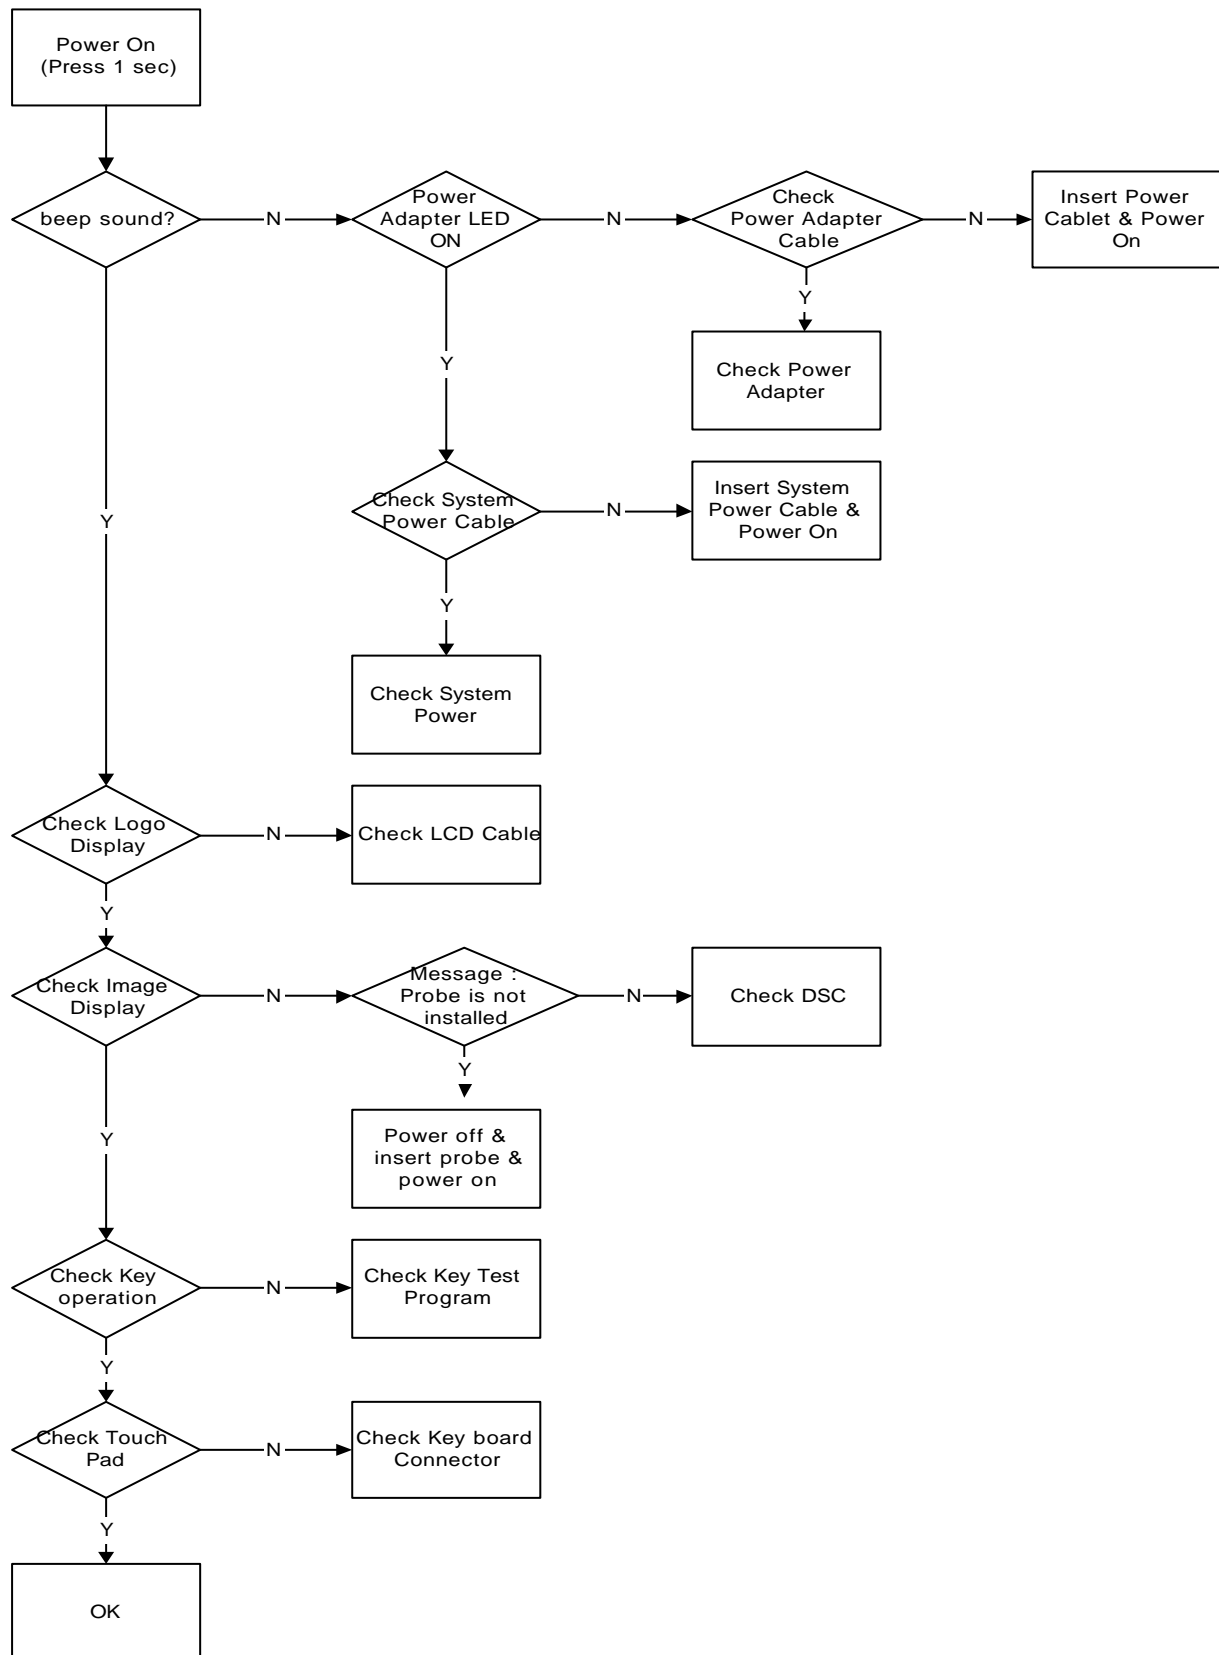 Power On
(Press 1 sec)
beep sound?
N
Power
Adapter LED
ON
N
Check
Power Adapter
Cable
N
Insert Power
Cablet & Power
On
Y
Check Power
Adapter
Y
Check System
Power Cable
N
Insert System
Power Cable &
Power On
Y
Y
Check System
Power
Check Logo
Display
N
Check LCD Cable
Y
Check Image
Display
N
Message :
Probe is not
installed
N
Check DSC
Y
Power off &
insert probe &
power on
Y
Check Key
operation
N
Check Key Test
Program
Y
Check Touch
Pad
N
Check Key board
Connector
Y
OK